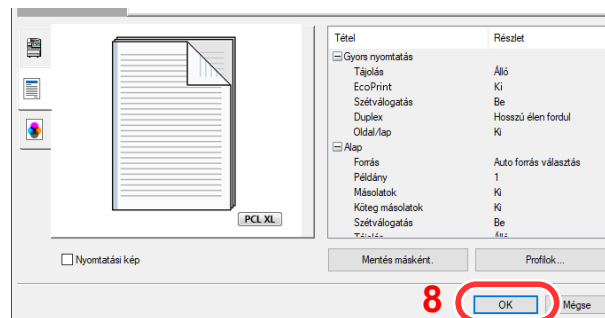 Tétel Részlet
Gyors nyomtatás
Tájolás Álló
EcoPrint Ki
Szétválogatás Be
Duplex Hosszú élen fordul
Oldal/lap Ki
Alap
Forrás Auto forrás választás
Példány 1
Másolatok Ki
Köteg másolatok Ki
Szétválogatás Be
Tájolás Álló
PCL XL
Nyomtatási kép
Mentés másként.
Profilok...
8 OK Mégse